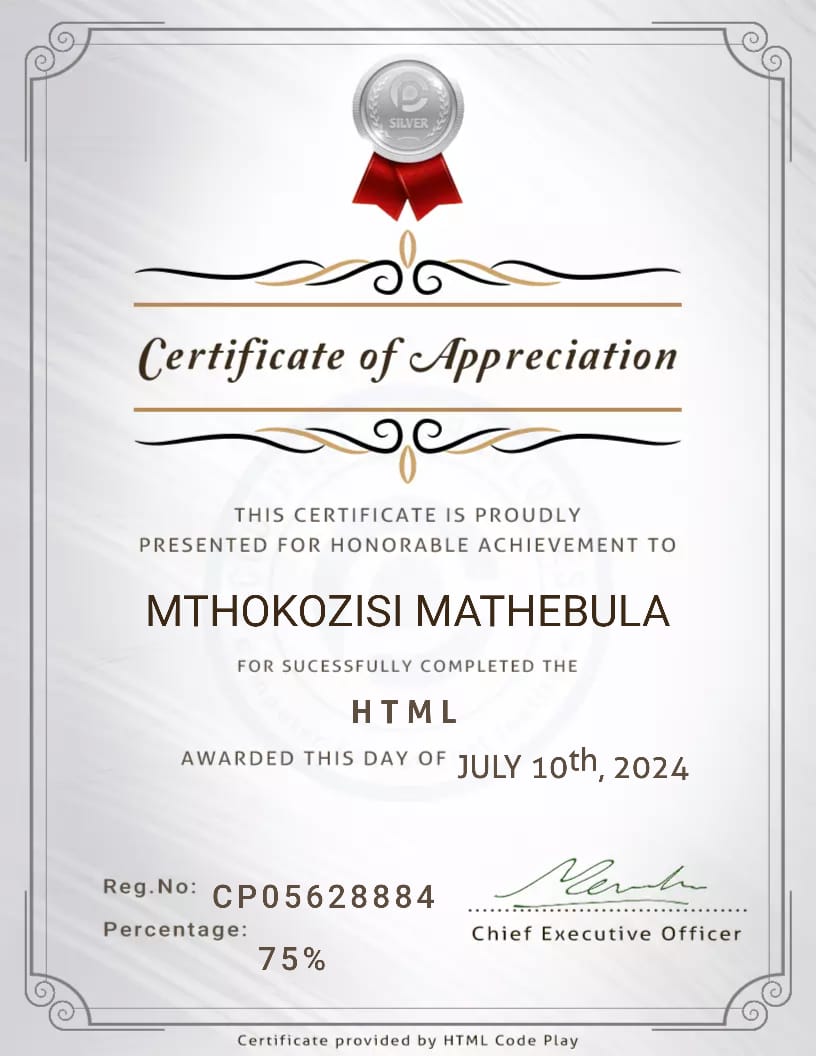 SILVER
Certificate of Appreciation
THIS CERTIFICATE IS PROUDLY
PRESENTED FOR HONORABLE ACHIEVEMENT TO
MTHOKOZISI MATHEBULA
FOR SUCESSFULLY COMPLETED THE
HTML
AWARDED THIS DAY OF JULY 10th, 2024
Reg.No: CP05628884
Percentage:
75%
Chief Executive Officer
Certificate provided by HTML Code Play